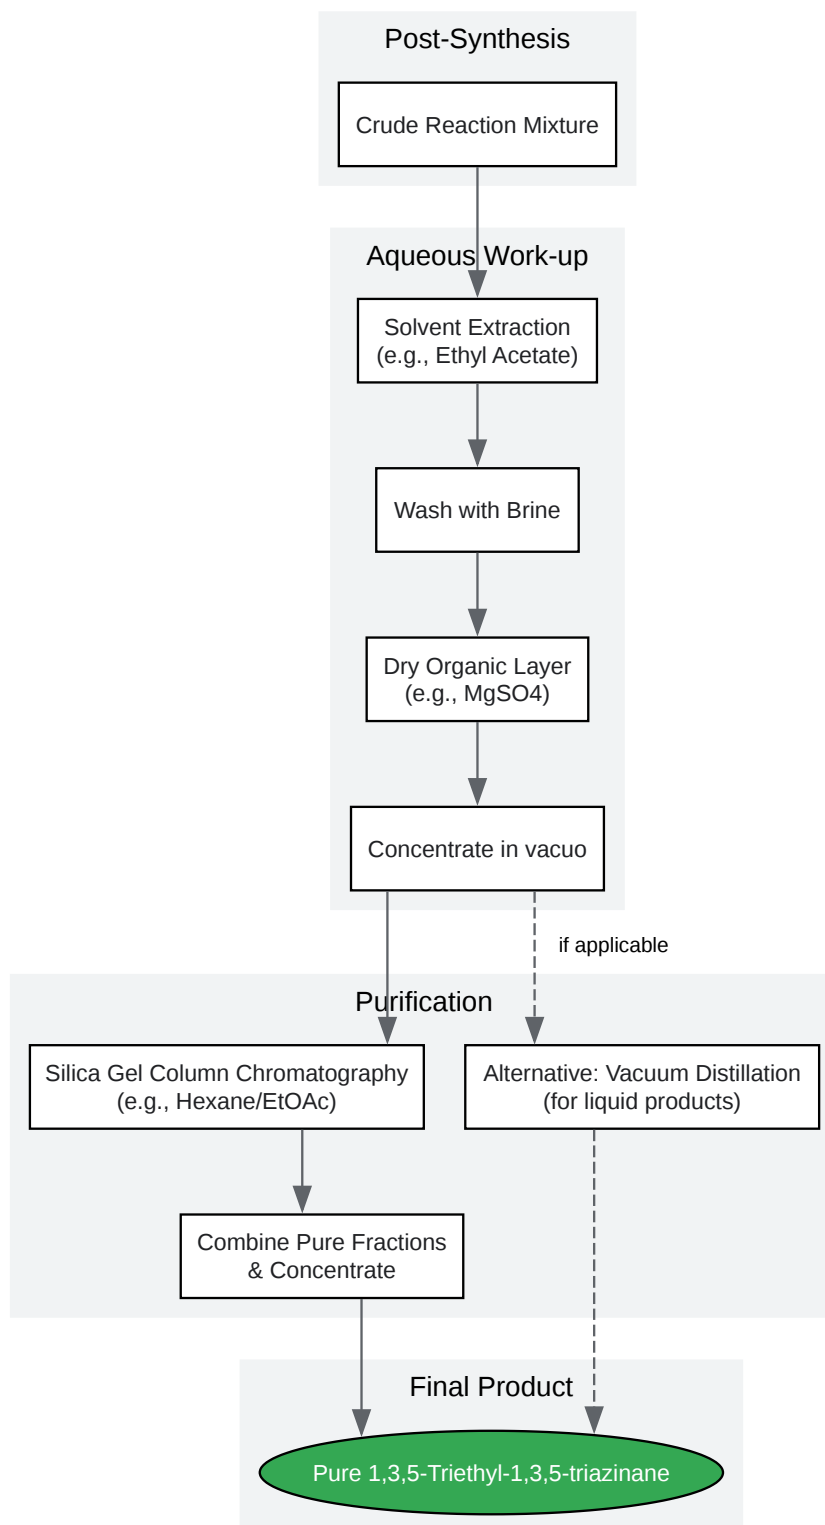 Post-Synthesis
Crude Reaction Mixture
Aqueous Work-up
Solvent Extraction
(e.g., Ethyl Acetate)
Wash with Brine
Dry Organic Layer
(e.g., MgSO4)
Concentrate in vacuo
if applicable
Purification
Silica Gel Column Chromatography
(e.g., Hexane/EtOAc)
Alternative: Vacuum Distillation
(for liquid products)
Combine Pure Fractions
& Concentrate
Final Product
Pure 1,3,5-Triethyl-1,3,5-triazinane